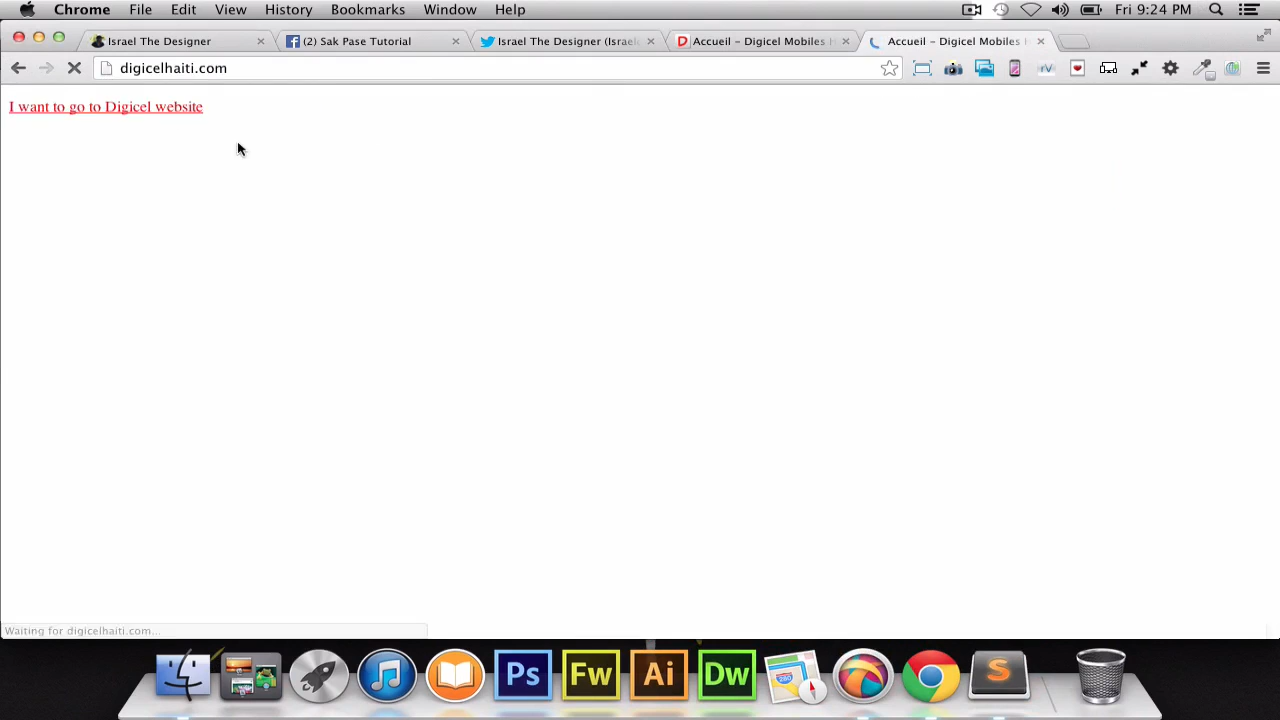 Chrome File Edit View History Bookmarks Window Help Fri 9:24 PM
Israel The Designer (2) Sak Pase Tutorial Israel The Designer (Israele Accueil – Digicel Mobiles H Accueil – Digicel Mobiles H
digicelhaiti.com
I want to go to Digicel website
Waiting for digicelhaiti.com...
Ps Fw Ai Dw S